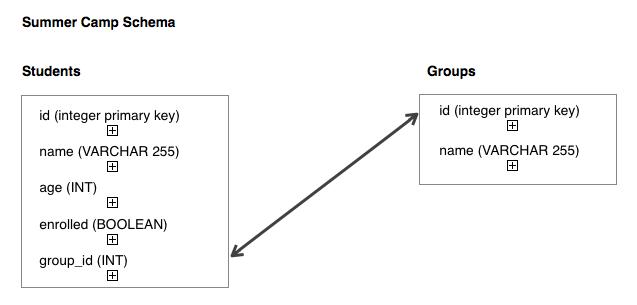 Summer Camp Schema
Students
id (integer primary key)
name (VARCHAR 255)
age (INT)
enrolled (BOOLEAN)
group_id (INT)
Groups
id (integer primary key)
name (VARCHAR 255)